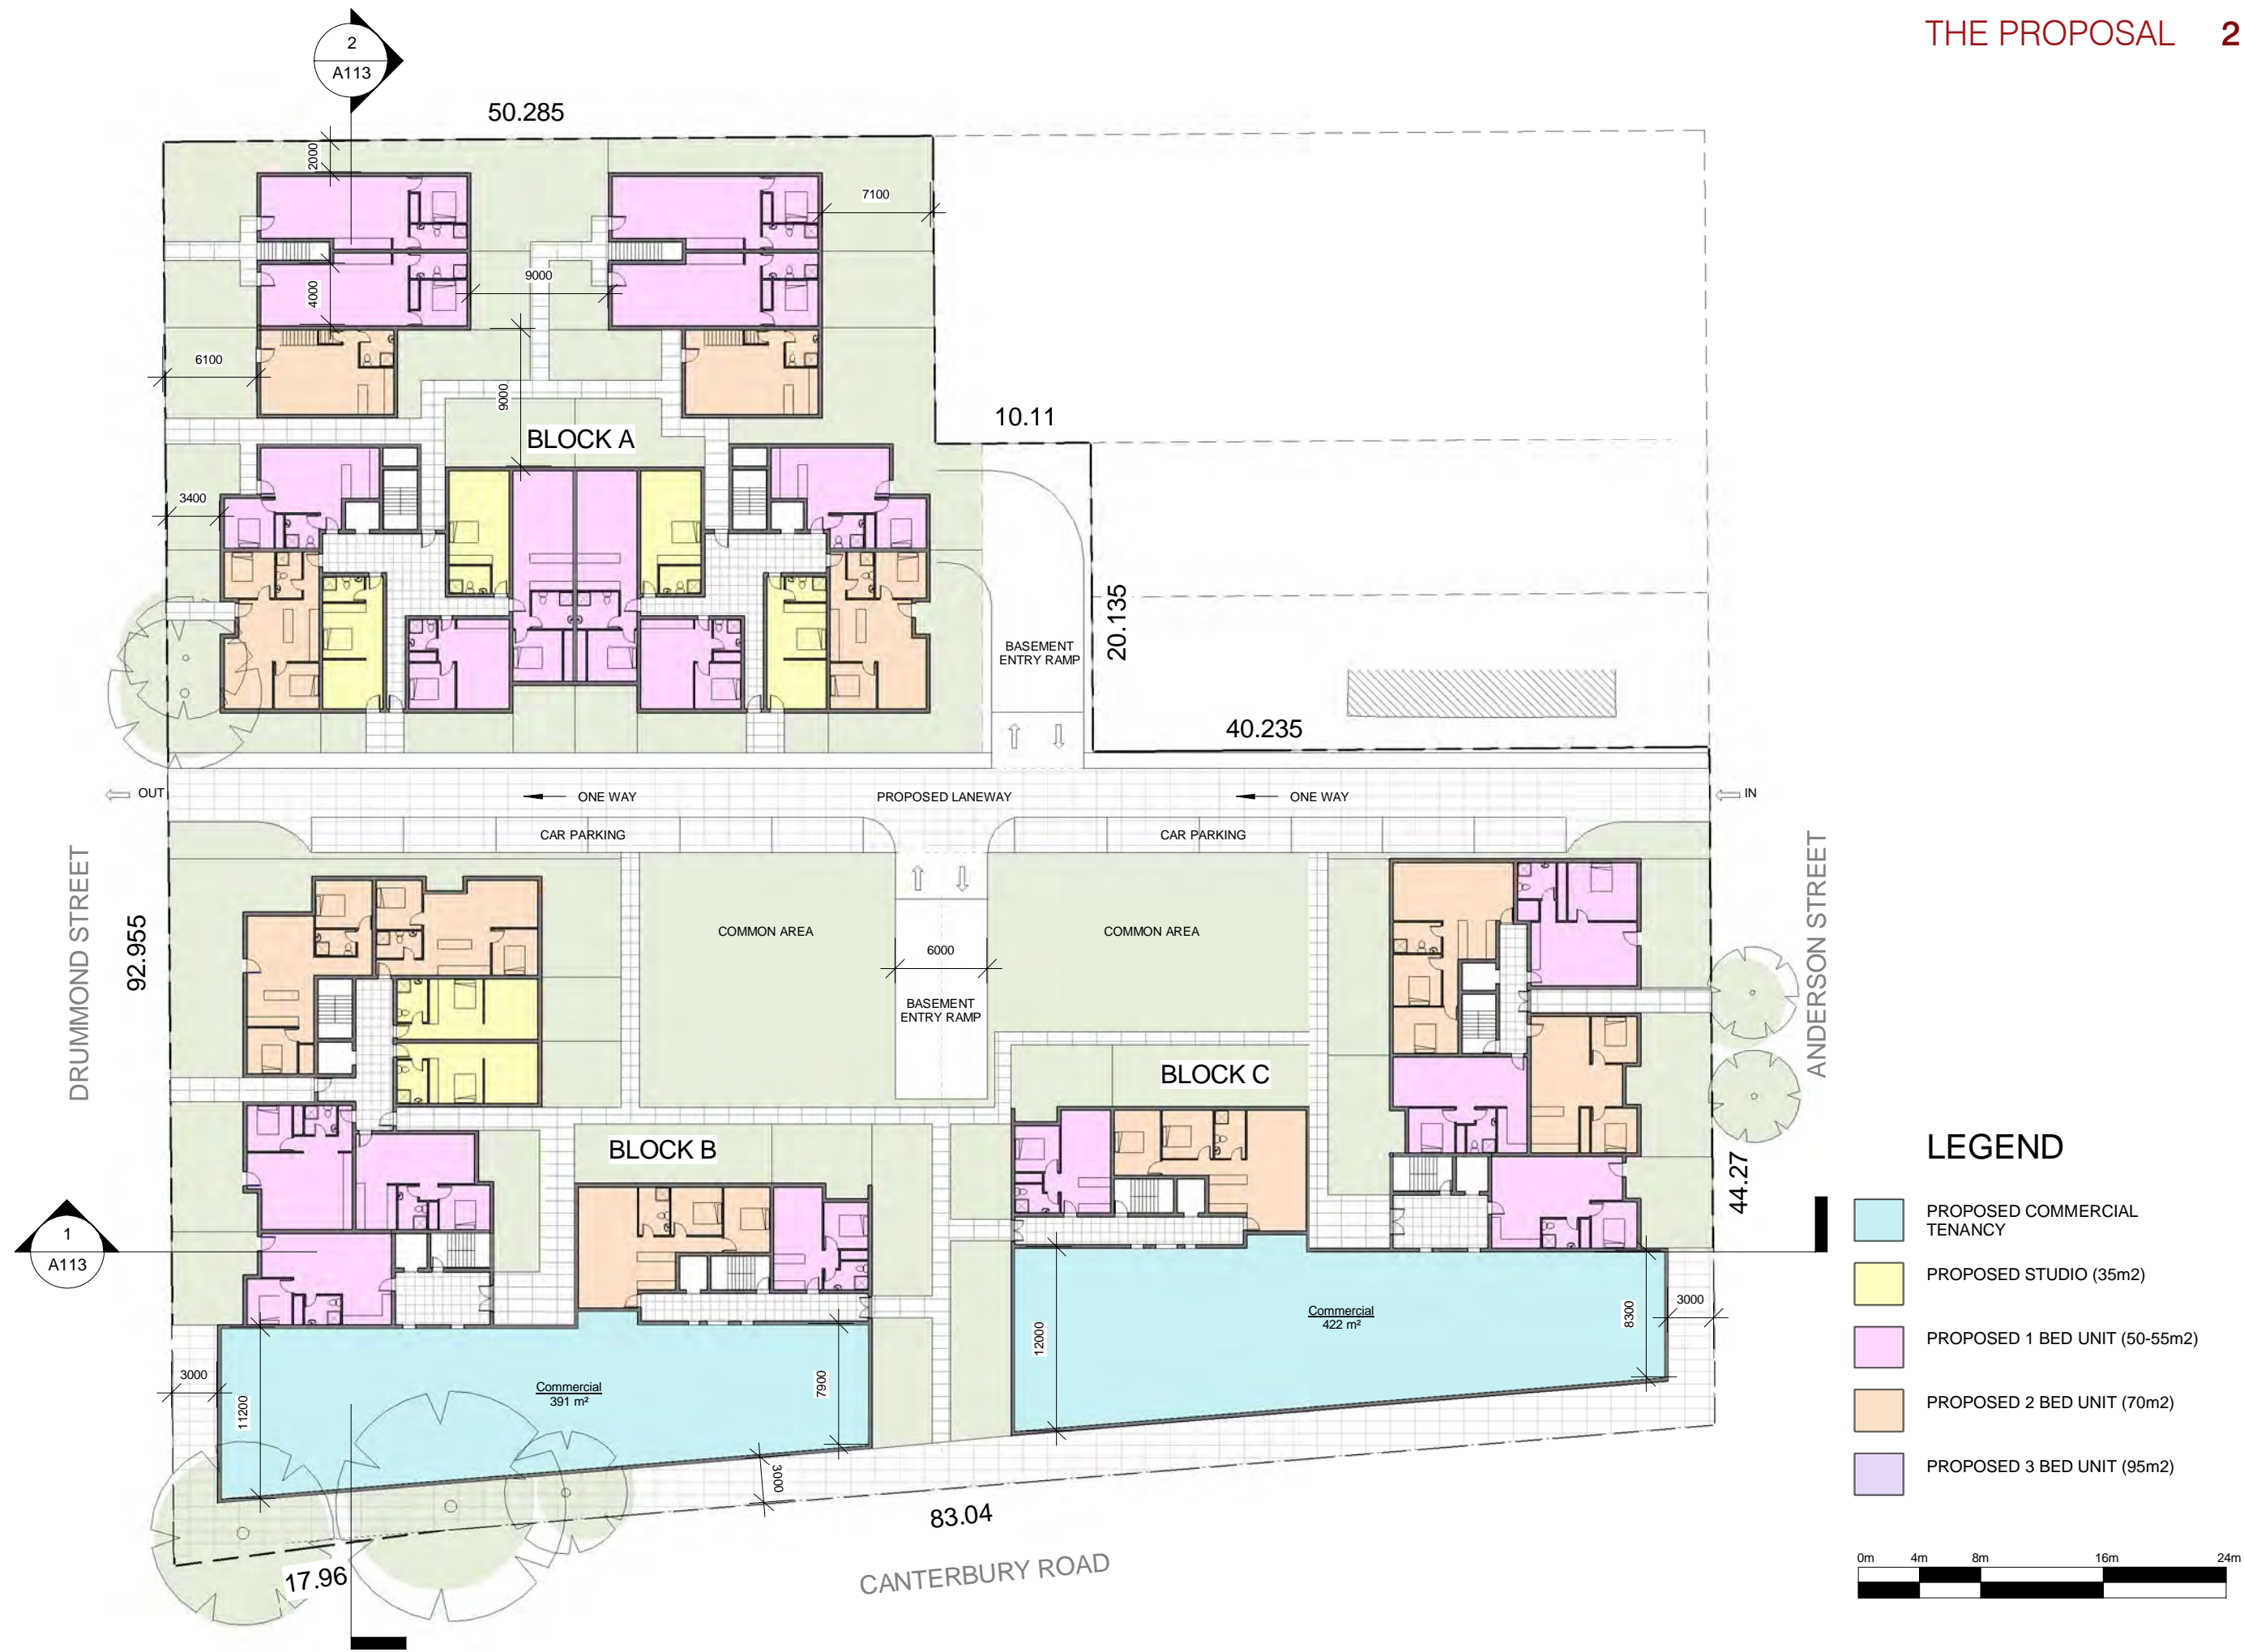 THE PROPOSAL 2
2
A113
50.285
2000
7100
9000
4000
6100
9000
BLOCK A
10.11
3400
20.135
BASEMENT
ENTRY RAMP
40.235
OUT
ONE WAY
PROPOSED LANEWAY
ONE WAY
IN
CAR PARKING
CAR PARKING
DRUMMOND STREET
92.955
COMMON AREA
COMMON AREA
6000
BASEMENT
ENTRY RAMP
ANDERSON STREET
BLOCK C
BLOCK B
44.27
1
A113
3000
11200
Commercial
391 m²
7900
3000
12000
Commercial
422 m²
8300
3000
83.04
17.96
CANTERBURY ROAD
LEGEND
PROPOSED COMMERCIAL
TENANCY
PROPOSED STUDIO (35m2)
PROPOSED 1 BED UNIT (50-55m2)
PROPOSED 2 BED UNIT (70m2)
PROPOSED 3 BED UNIT (95m2)
0m 4m 8m 16m 24m